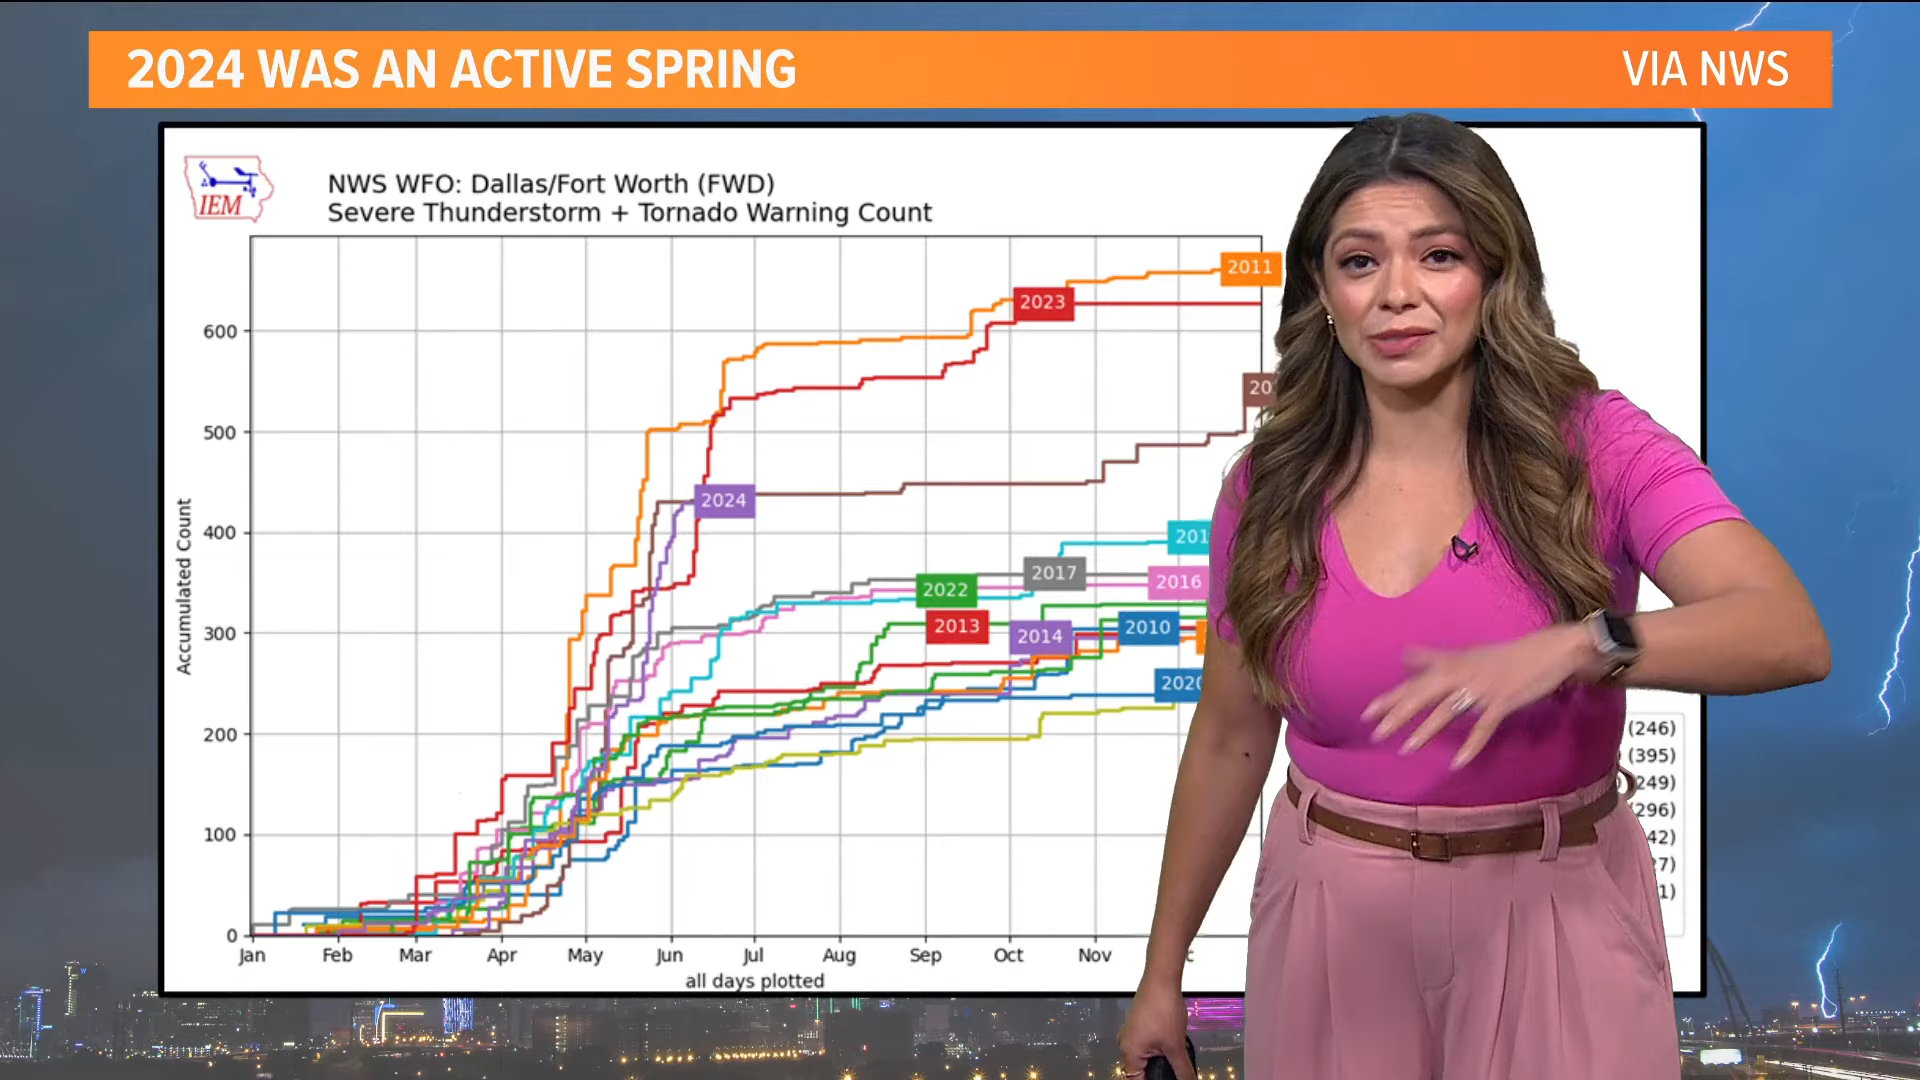 2024 WAS AN ACTIVE SPRING
VIA NWS
IEM
NWS WFO: Dallas/Fort Worth (FWD)
Severe Thunderstorm + Tornado Warning Count
2011
2023
600
500
2024
400
2017
2022
2016
2013
2014
2010
300
2020
200
(246)
(395)
(296)
100
0
Accumulated Count
Jan Feb Mar Apr May Jun Jul Aug Sep Oct Nov
all days plotted